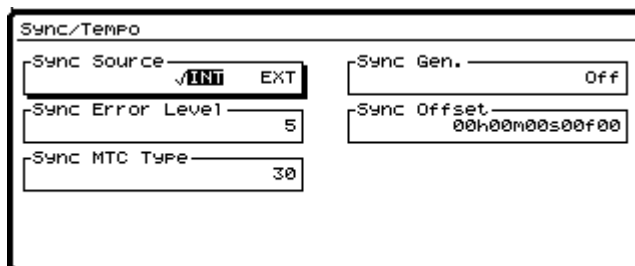 Sync/Tempo
Sync Source
√INT EXT
Sync Gen.
Off
Sync Error Level
5
Sync Offset
00h00m00s00f00
Sync MTC Type
30